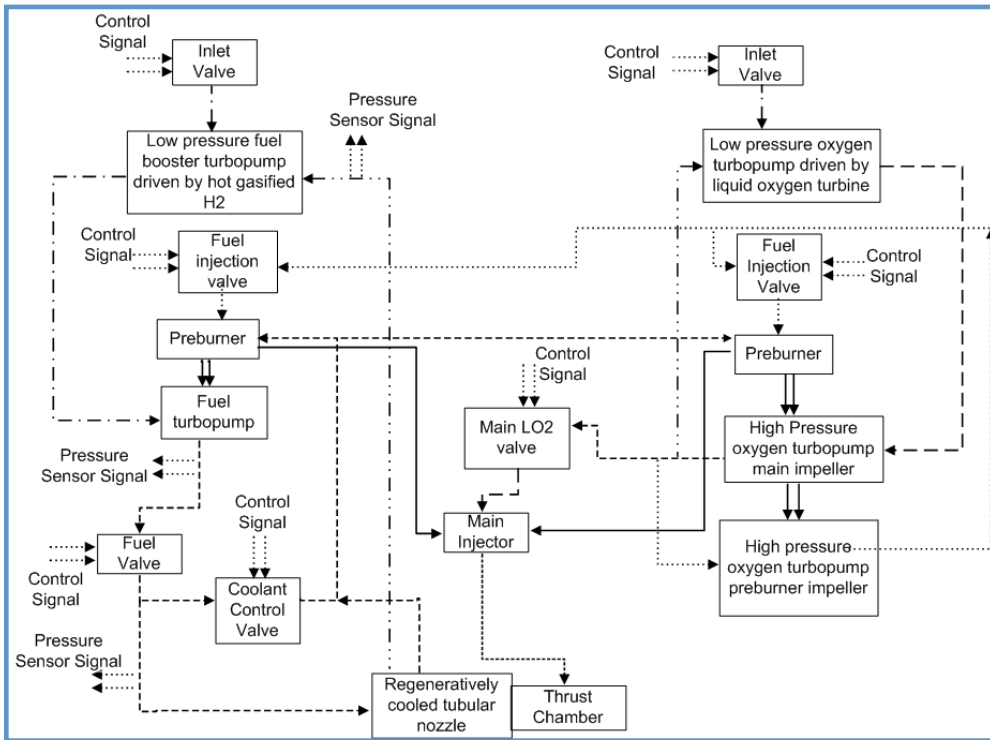 Control
Signal
Inlet
Valve
Control
Signal
Inlet
Valve
Pressure
Sensor Signal
Low pressure fuel
booster turbopump
driven by hot gasified
H2
Low pressure oxygen
turbopump driven by
liquid oxygen turbine
Control
Signal
Fuel
injection
valve
Fuel
Injection
Valve
Control
Signal
Preburner
Control
Signal
Preburner
Fuel
turbopump
Main LO2
valve
High Pressure
oxygen turbopump
main impeller
Pressure
Sensor Signal
Control
Signal
Main
Injector
High pressure
oxygen turbopump
preburner impeller
Fuel
Valve
Control
Signal
Coolant
Control
Valve
Pressure
Sensor Signal
Regeneratively
cooled tubular
nozzle
Thrust
Chamber